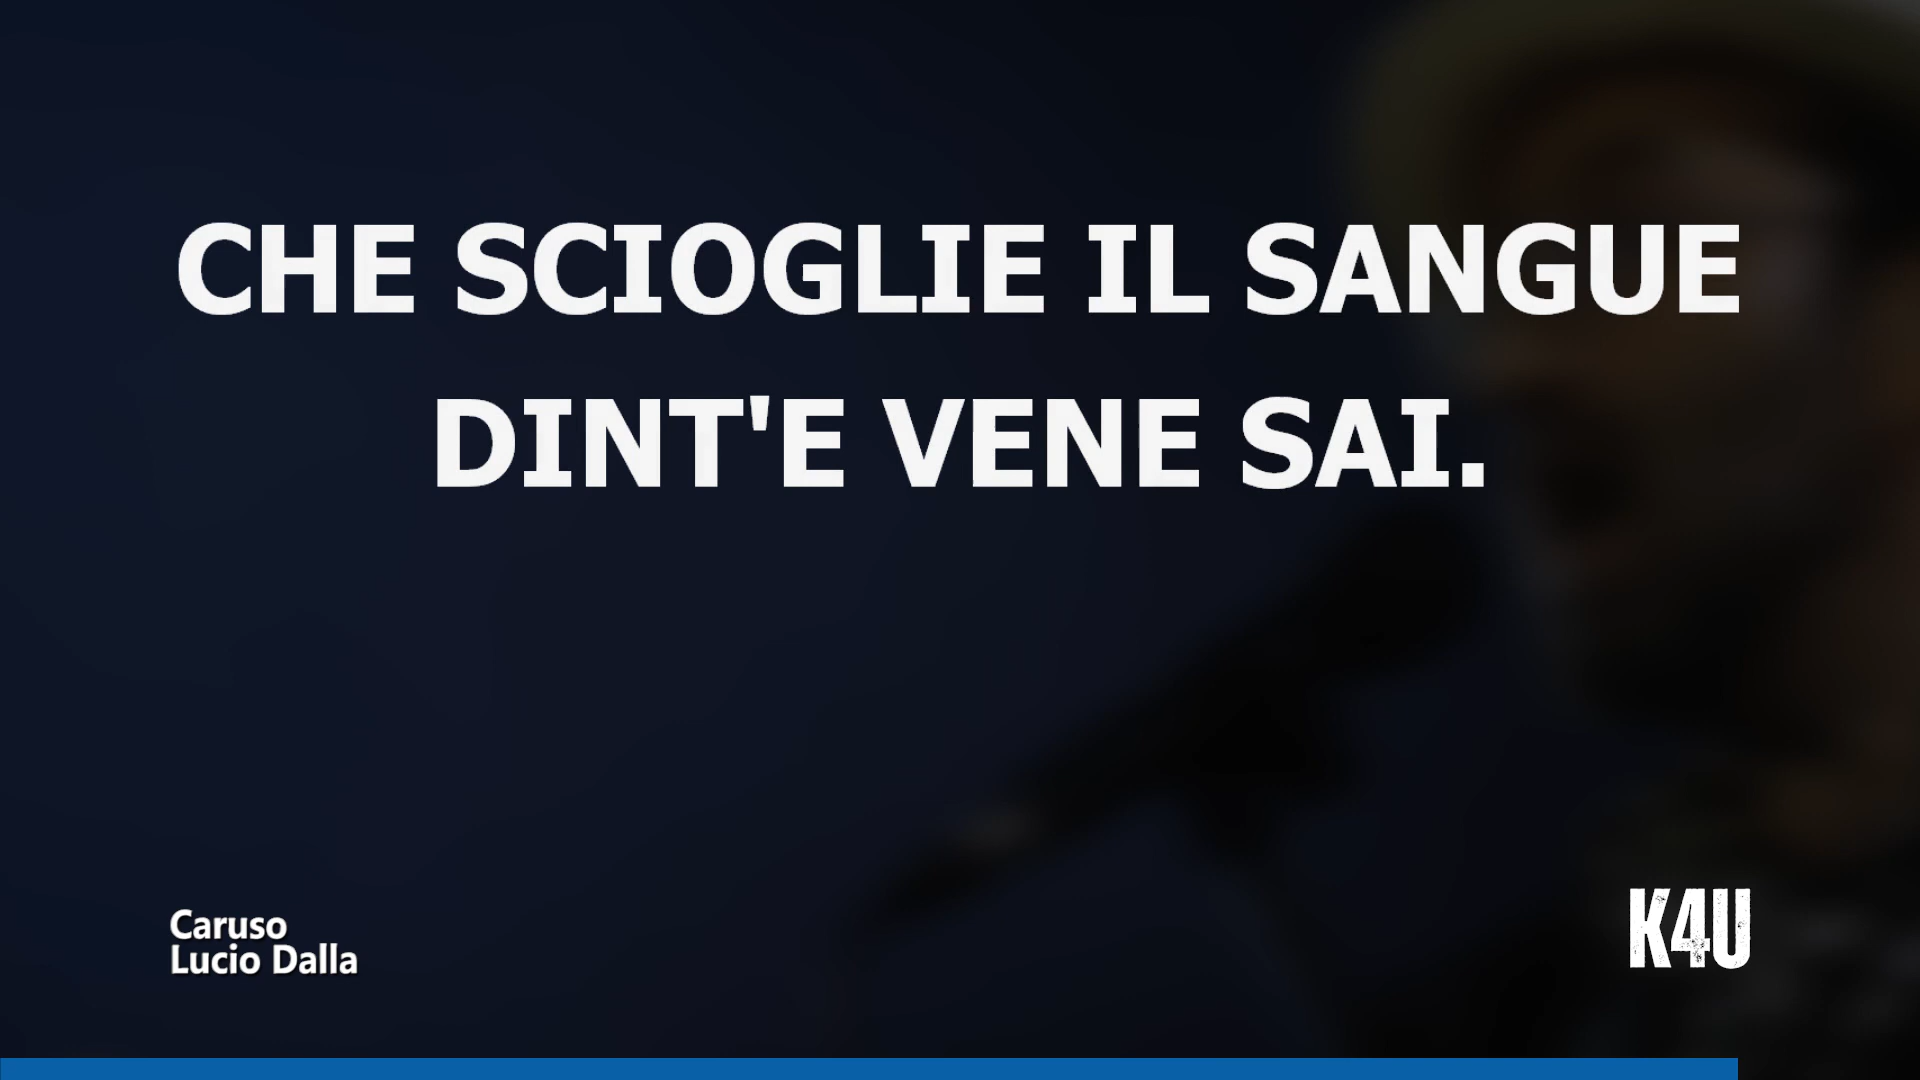 CHE SCIOGLIE IL SANGUE
DINT'E VENE SAI.
Caruso
Lucio Dalla
K4U